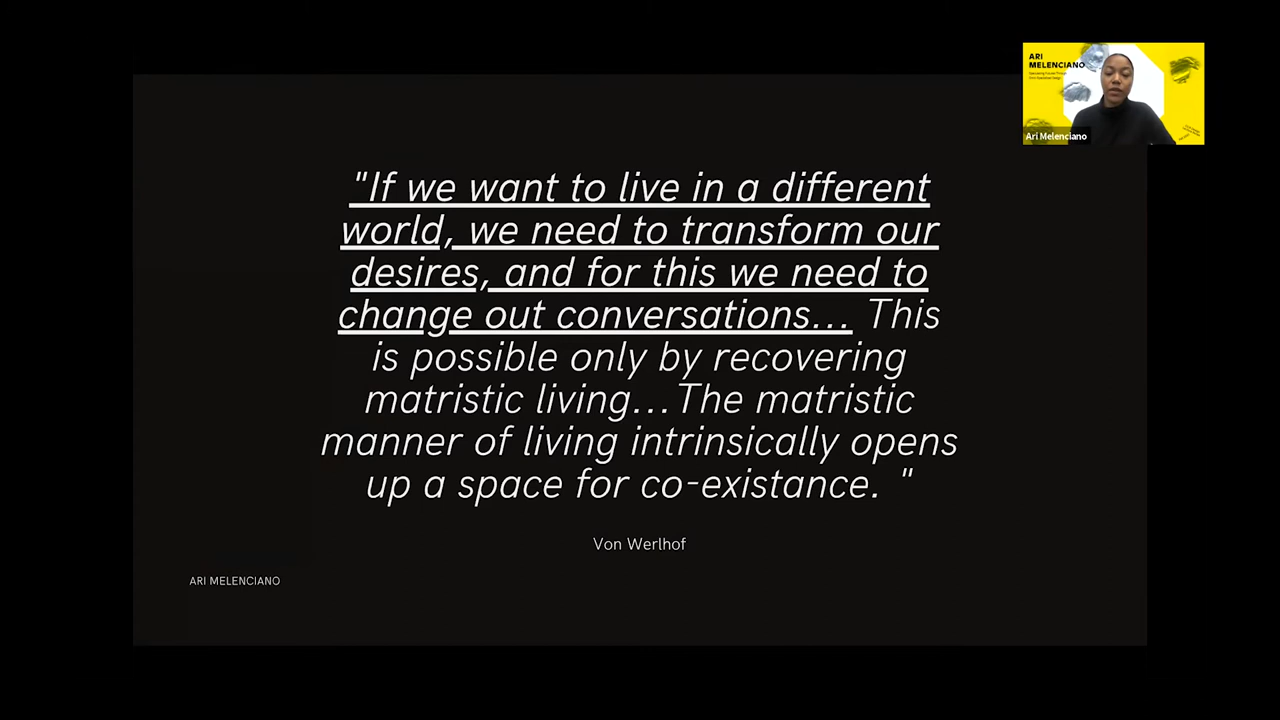 "If we want to live in a different
world, we need to transform our
desires, and for this we need to
change out conversations... This
is possible only by recovering
matristic living...The matristic
manner of living intrinsically opens
up a space for co-existance. "
Von Werlhof
ARI MELENCIANO
ARI
MELENCIANO
Ari Melenciano